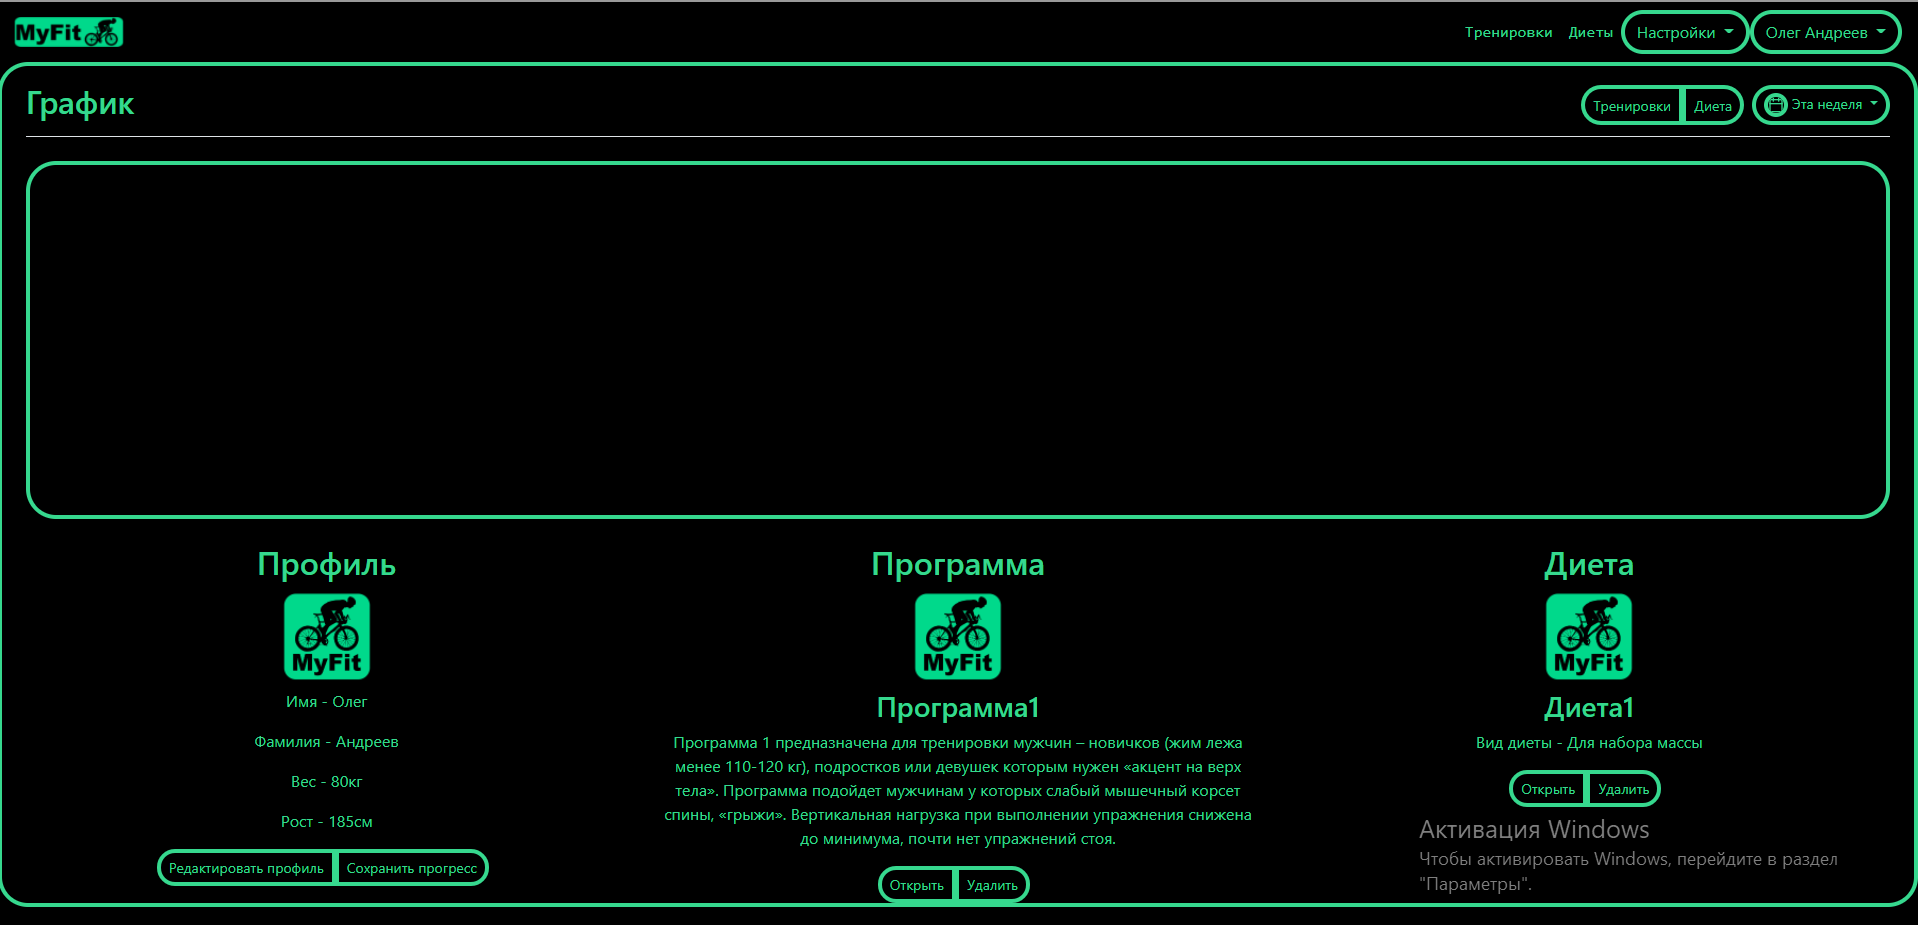 MyFit
Тренировки Диеты Настройки Олег Андреев
График
Тренировки Диета Эта неделя
Профиль
MyFit
Имя - Олег
Фамилия - Андреев
Вес - 80кг
Рост - 185см
Редактировать профиль Сохранить прогресс
Программа
MyFit
Программа1
Программа 1 предназначена для тренировки мужчин – новичков (жим лежа
менее 110-120 кг), подростков или девушек которым нужен «акцент на верх
тела». Программа подойдет мужчинам у которых слабый мышечный корсет
спины, «грыжи». Вертикальная нагрузка при выполнении упражнения снижена
до минимума, почти нет упражнений стоя.
Открыть Удалить
Диета
MyFit
Диета1
Вид диеты - Для набора массы
Открыть Удалить
Активация Windows
Чтобы активировать Windows, перейдите в раздел
"Параметры".